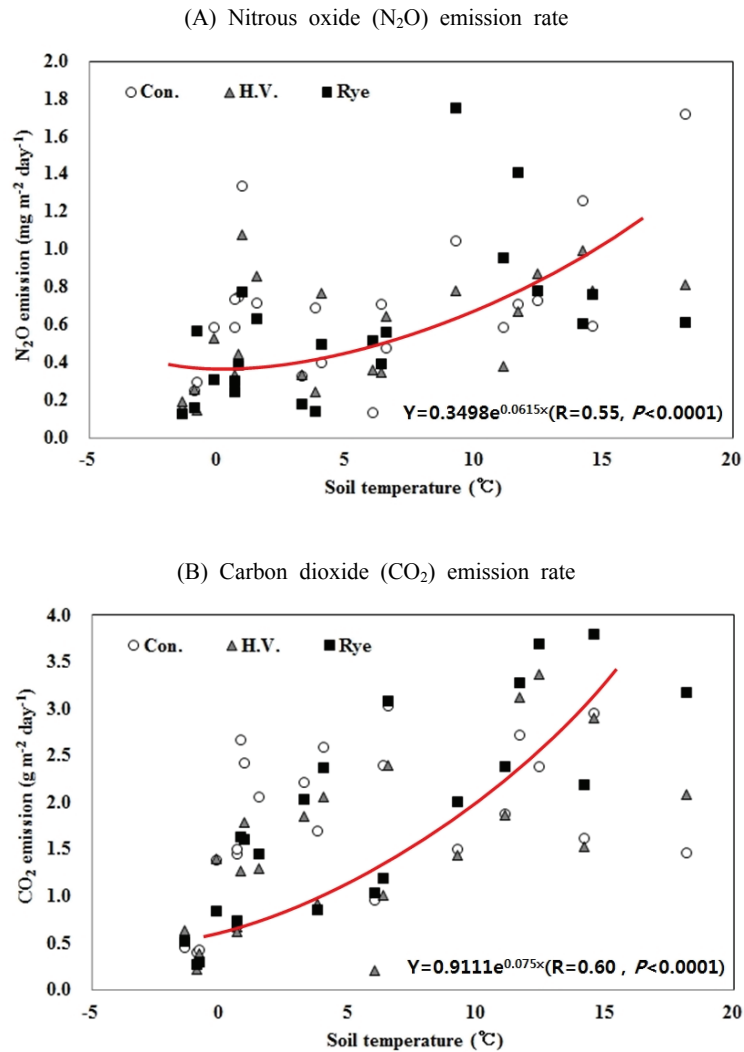 (A) Nitrous oxide (N₂O) emission rate
2.0
1.8
1.6
1.4
1.2
1.0
0.8
0.6
0.4
0.2
0.0
N₂O emission (mg m⁻² day⁻¹)
Con. H.V. Rye
Y=0.3498e⁰·⁰⁶¹⁵ˣ(R=0.55, P<0.0001)
-5 0 5 10 15 20
Soil temperature (℃)
(B) Carbon dioxide (CO₂) emission rate
4.0
3.5
3.0
2.5
2.0
1.5
1.0
0.5
0.0
CO₂ emission (g m⁻² day⁻¹)
Con. H.V. Rye
Y=0.9111e⁰·⁰⁷⁵ˣ(R=0.60 , P<0.0001)
-5 0 5 10 15 20
Soil temperature (℃)